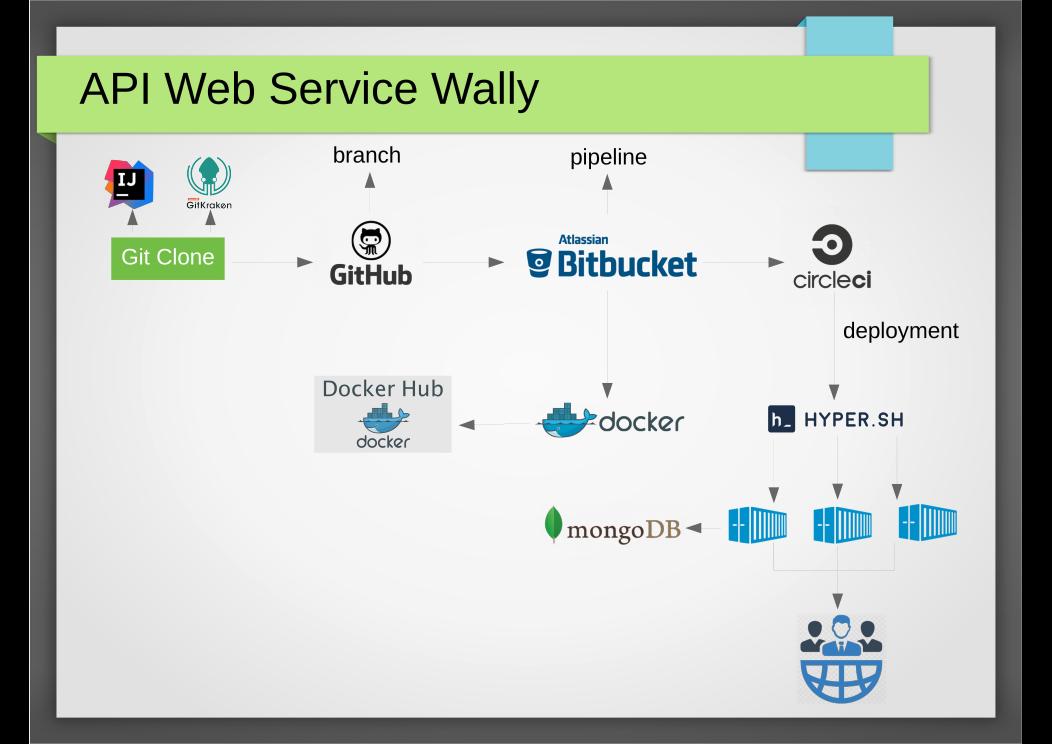 API Web Service Wally
branch
pipeline
IJ
GitKraken
Git Clone
GitHub
Atlassian
Bitbucket
circleci
deployment
Docker Hub
docker
docker
h_ HYPER.SH
mongoDB